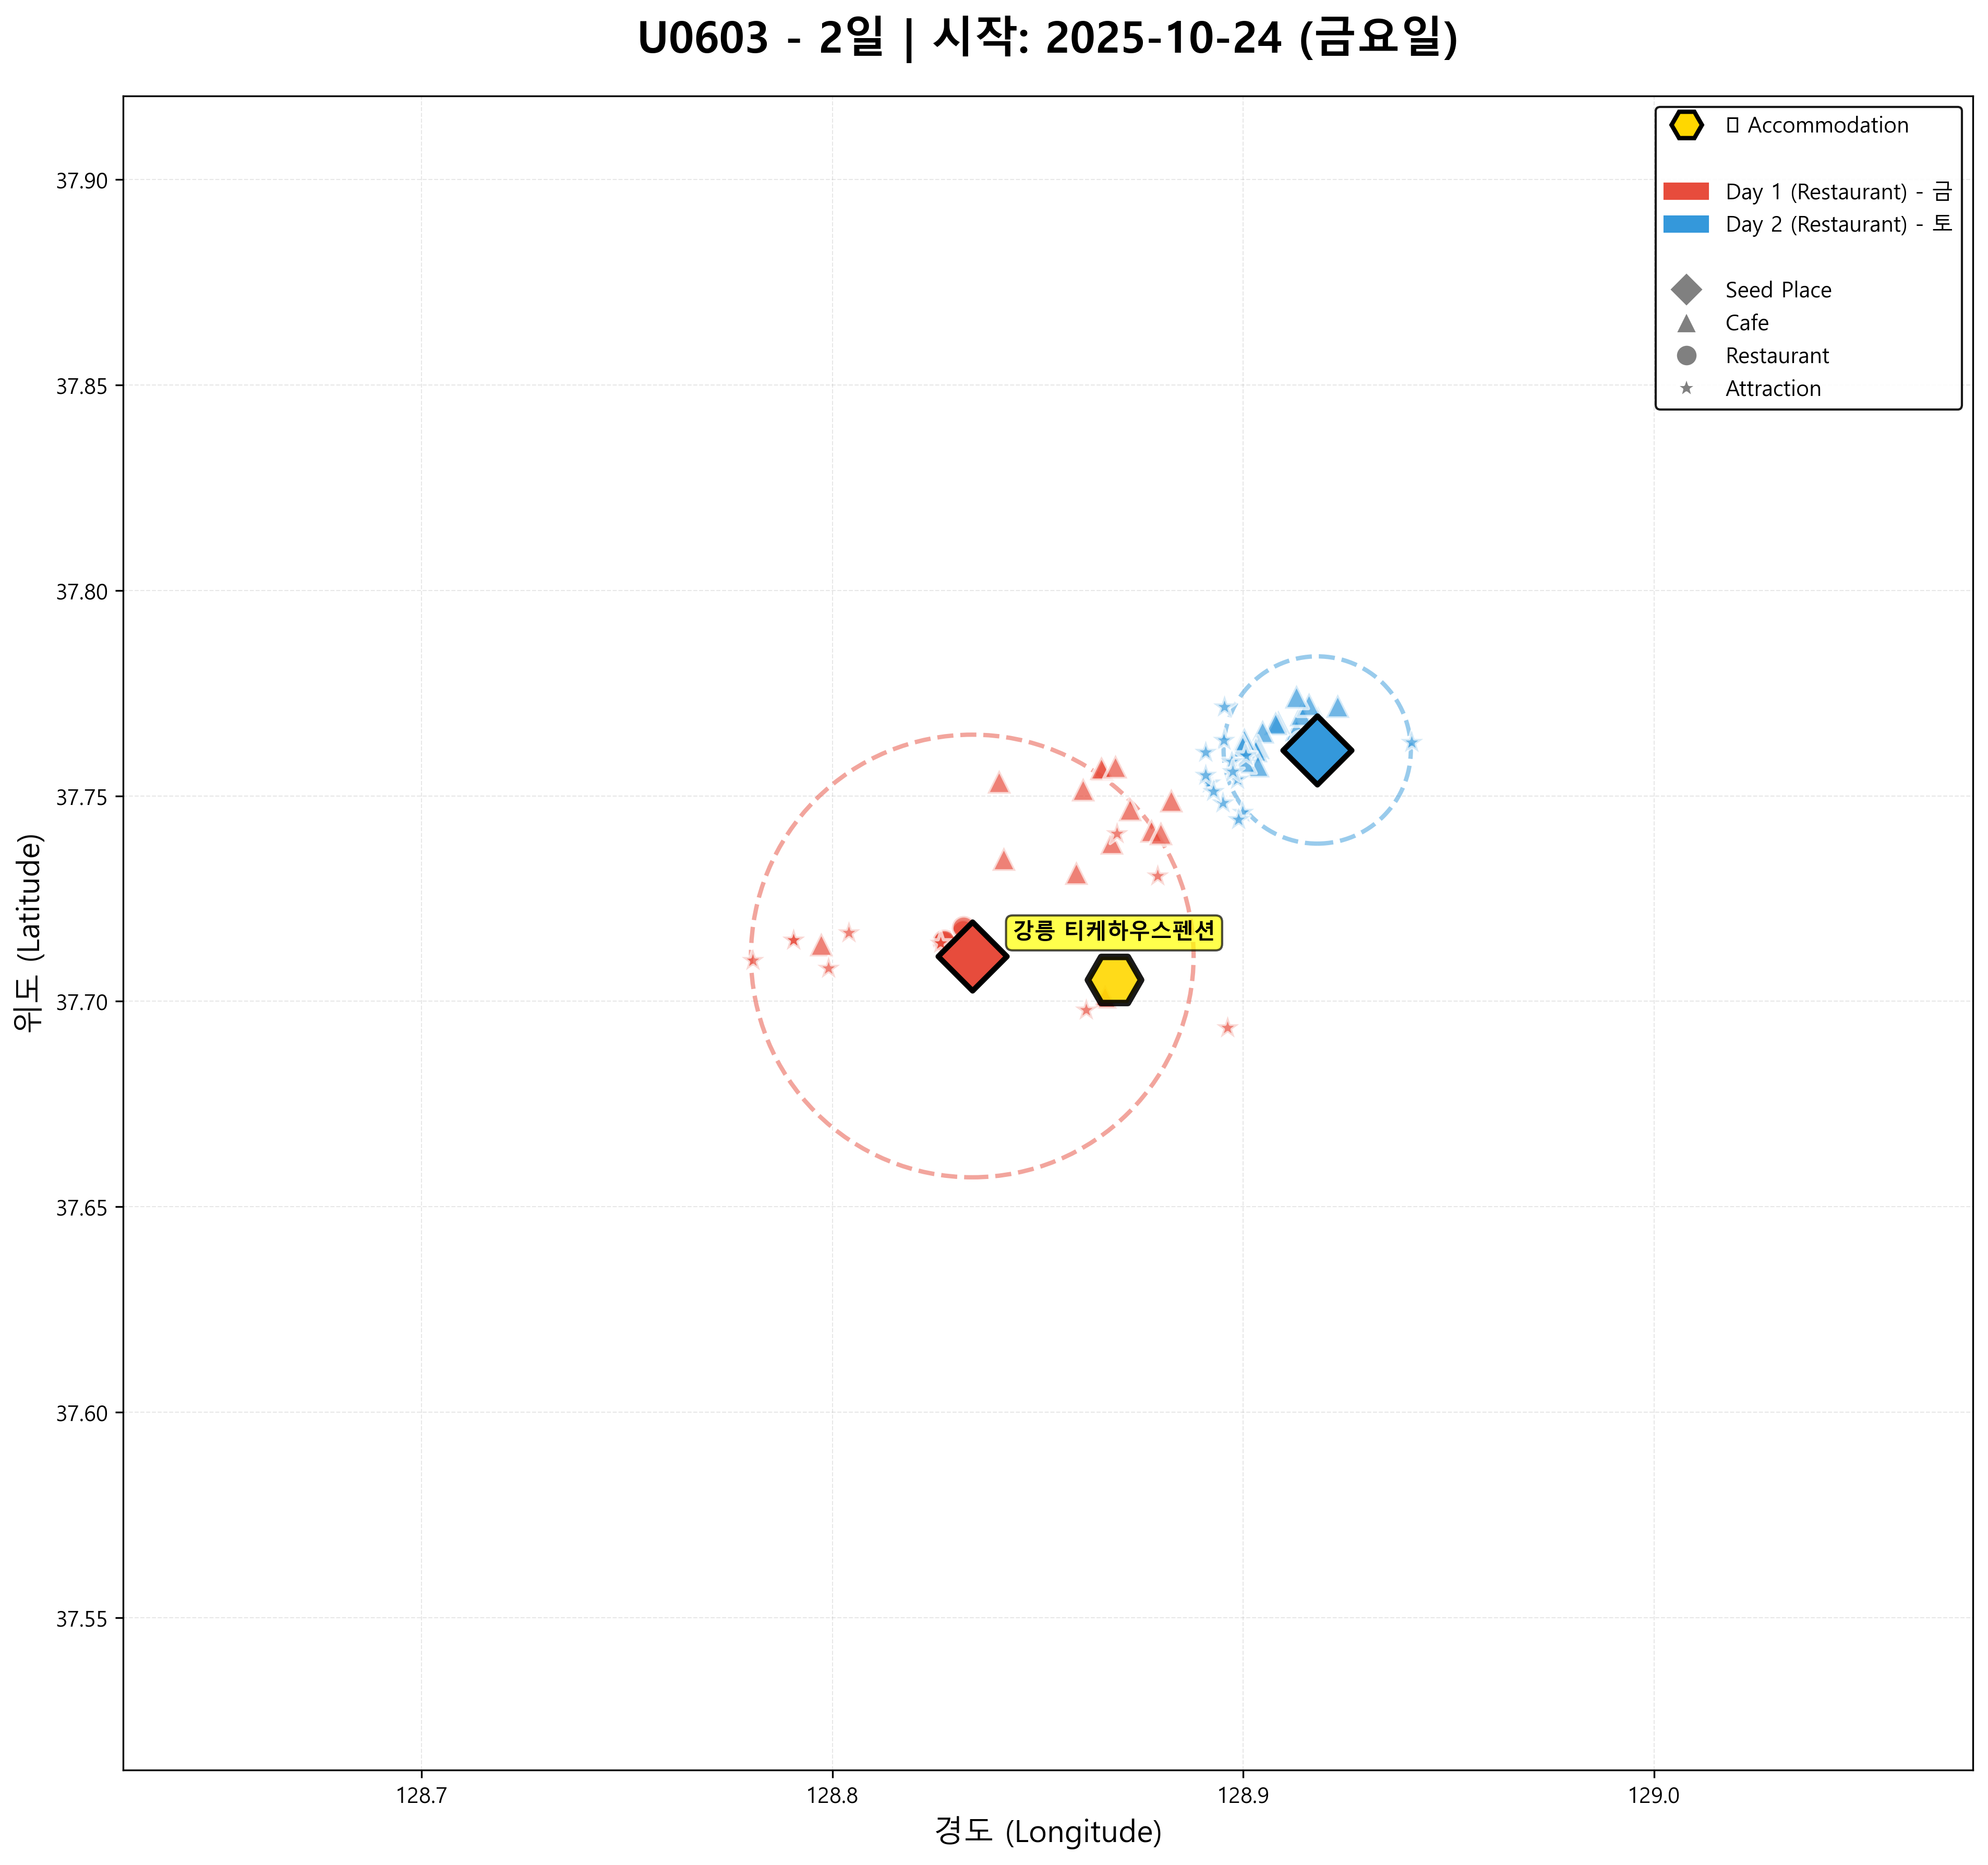 U0603 - 2일 | 시작: 2025-10-24 (금요일)
Accommodation
Day 1 (Restaurant) - 금
Day 2 (Restaurant) - 토
Seed Place
Cafe
Restaurant
Attraction
37.90
37.85
37.80
37.75
37.70
37.65
37.60
37.55
위도 (Latitude)
강릉 티케하우스펜션
128.7
128.8
128.9
129.0
경도 (Longitude)